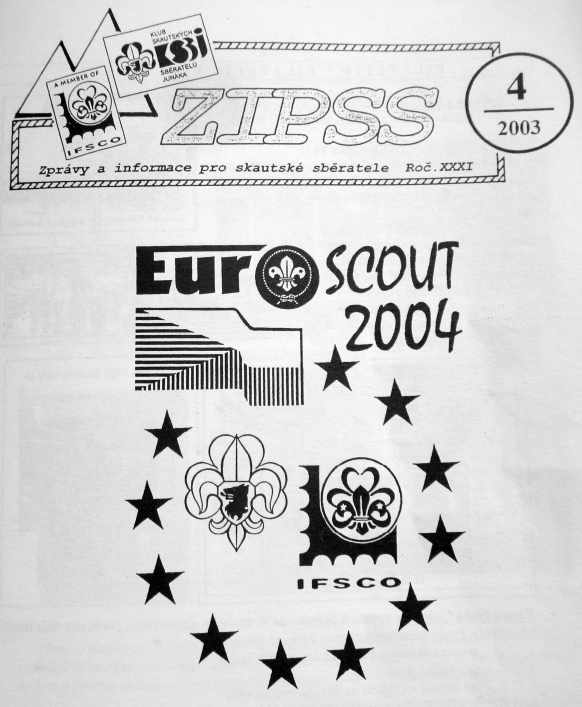 KLUB
SKAUTSKÝCH
KSSJ
SBĚRATELŮ
JUNÁKA
A MEMBER OF
IFSCO
ZIPSS
4
2003
Zprávy a informace pro skautské sběratele Roč.XXXI
EurO SCOUT
2004
IFSCO